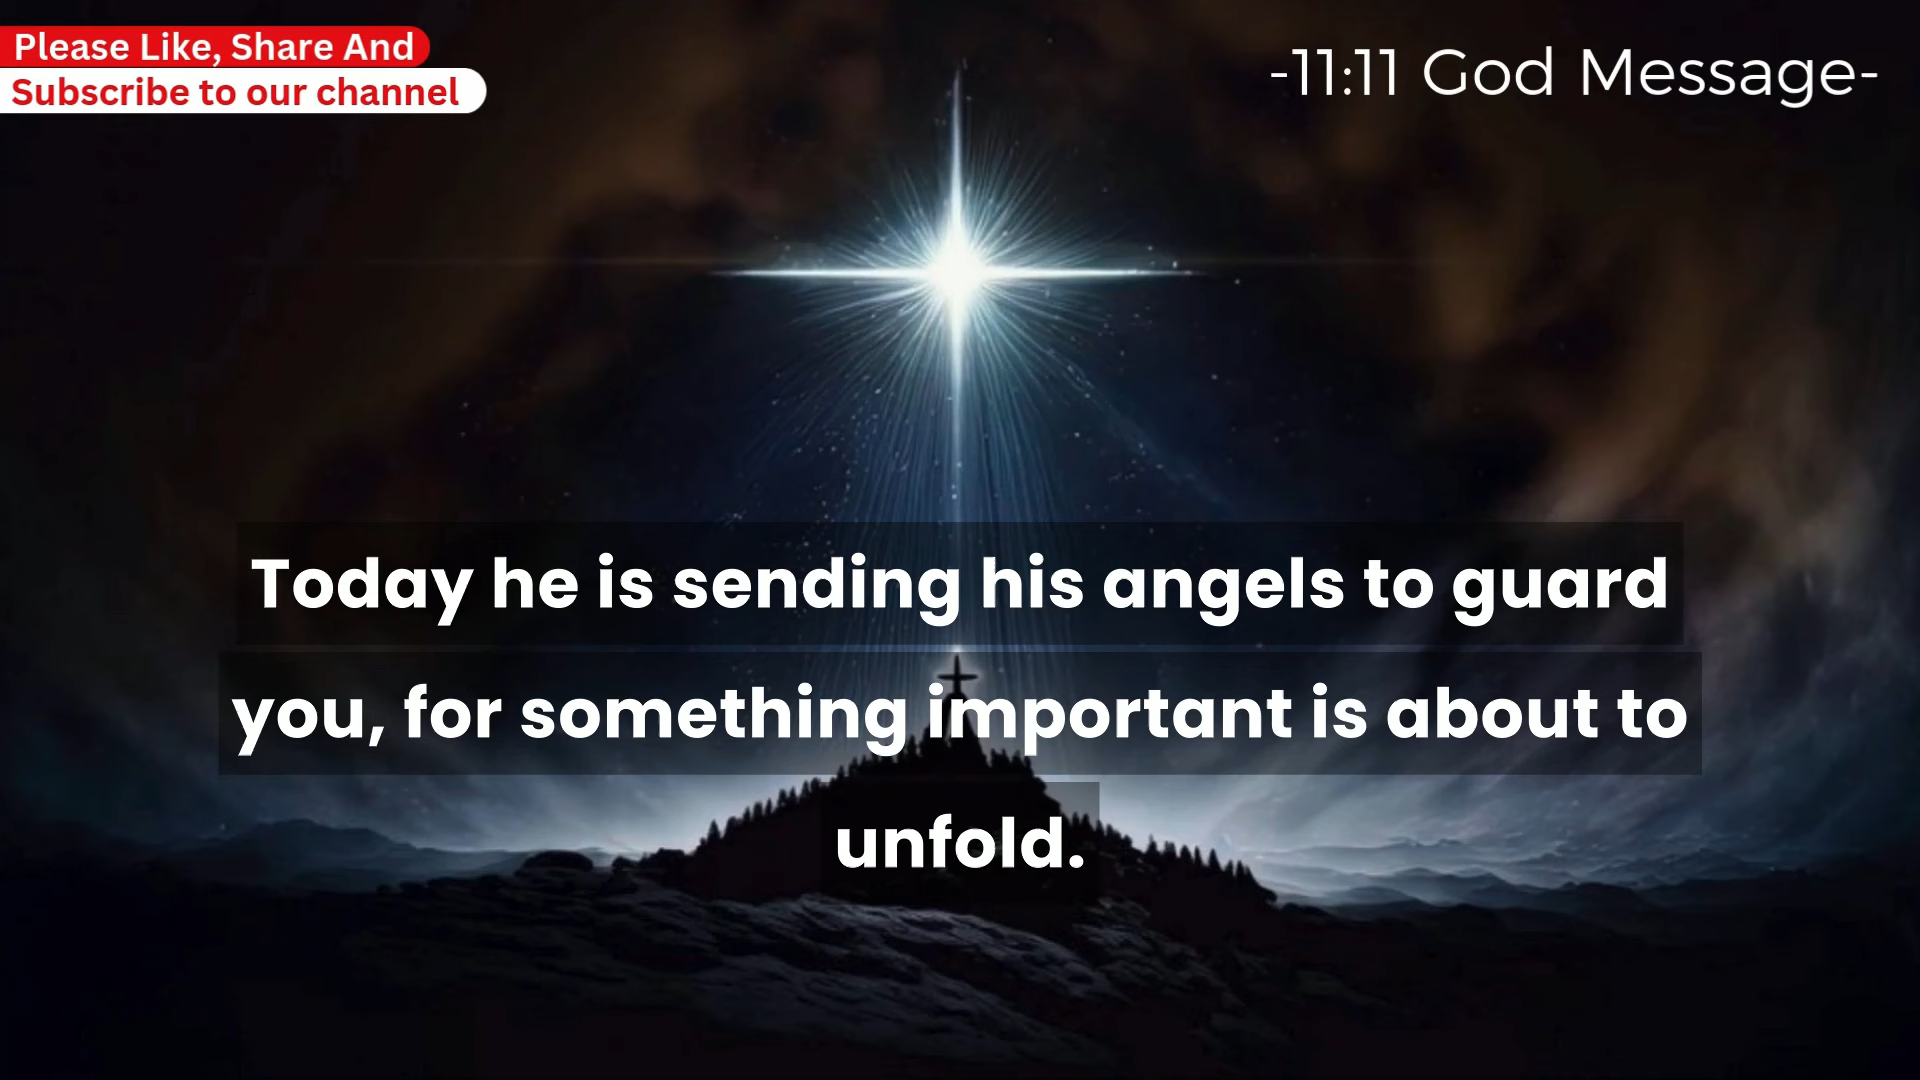 Please Like, Share And
Subscribe to our channel
-11:11 God Message-
Today he is sending his angels to guard
you, for something important is about to
unfold.